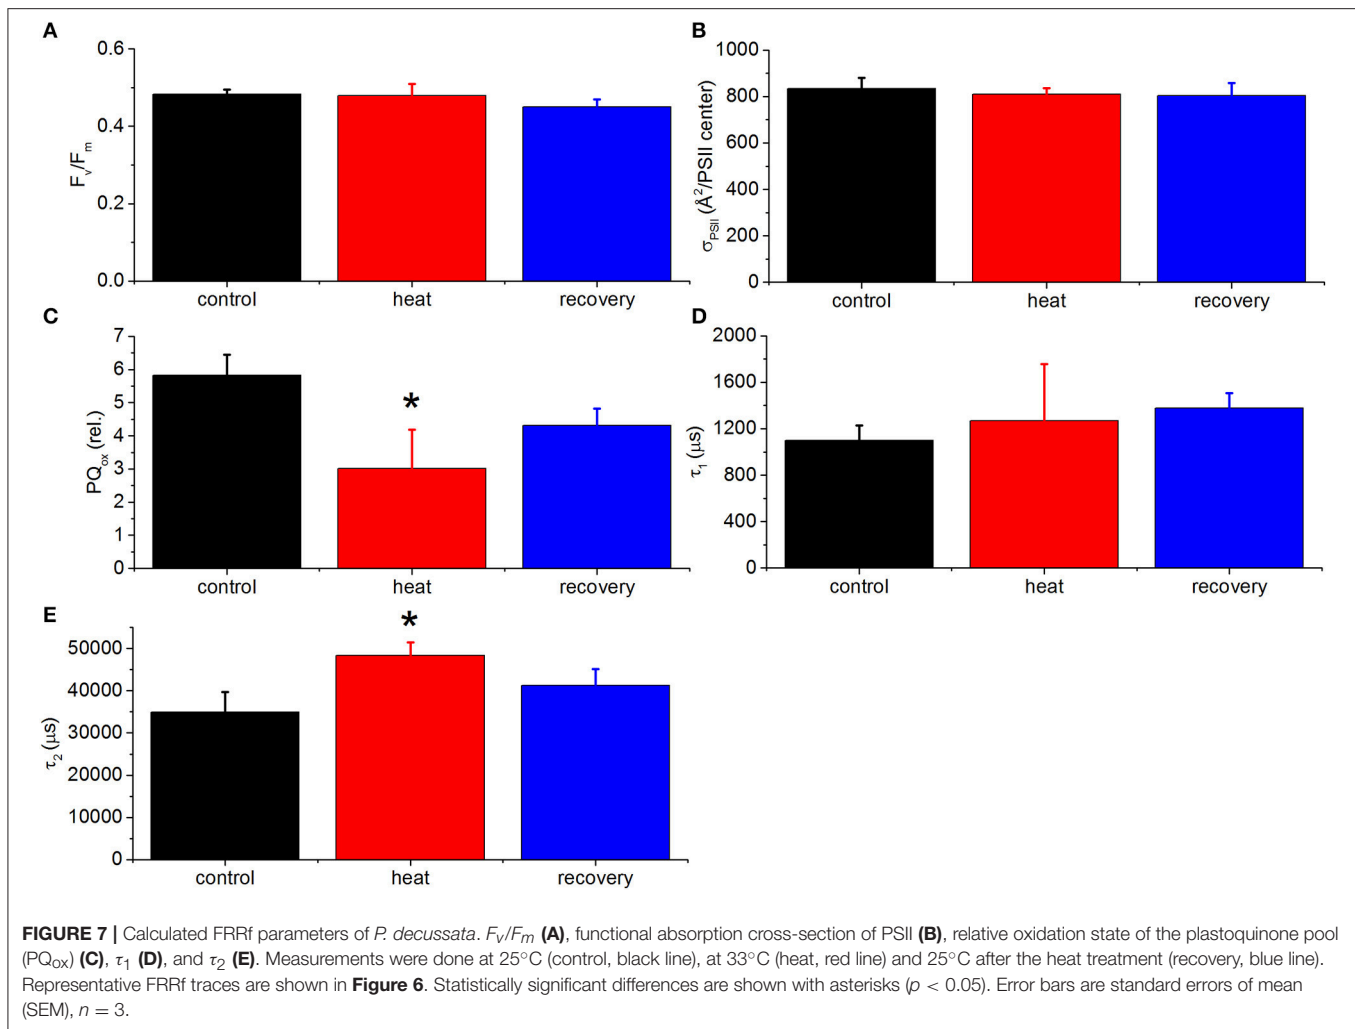 A
0.6
0.4
0.2
0.0
Fv/Fm
control heat recovery
B
1000
800
600
400
200
0
σPSII (Å²/PSII center)
control heat recovery
C
7
6
5
4
3
2
1
0
PQox (rel.)
*
control heat recovery
D
2000
1600
1200
800
400
0
τ1 (μs)
control heat recovery
E
50000
40000
30000
20000
10000
0
τ2 (μs)
*
control heat recovery
FIGURE 7 | Calculated FRRf parameters of P. decussata. Fv/Fm (A), functional absorption cross-section of PSII (B), relative oxidation state of the plastoquinone pool
(PQox) (C), τ1 (D), and τ2 (E). Measurements were done at 25°C (control, black line), at 33°C (heat, red line) and 25°C after the heat treatment (recovery, blue line).
Representative FRRf traces are shown in Figure 6. Statistically significant differences are shown with asterisks (p < 0.05). Error bars are standard errors of mean
(SEM), n = 3.